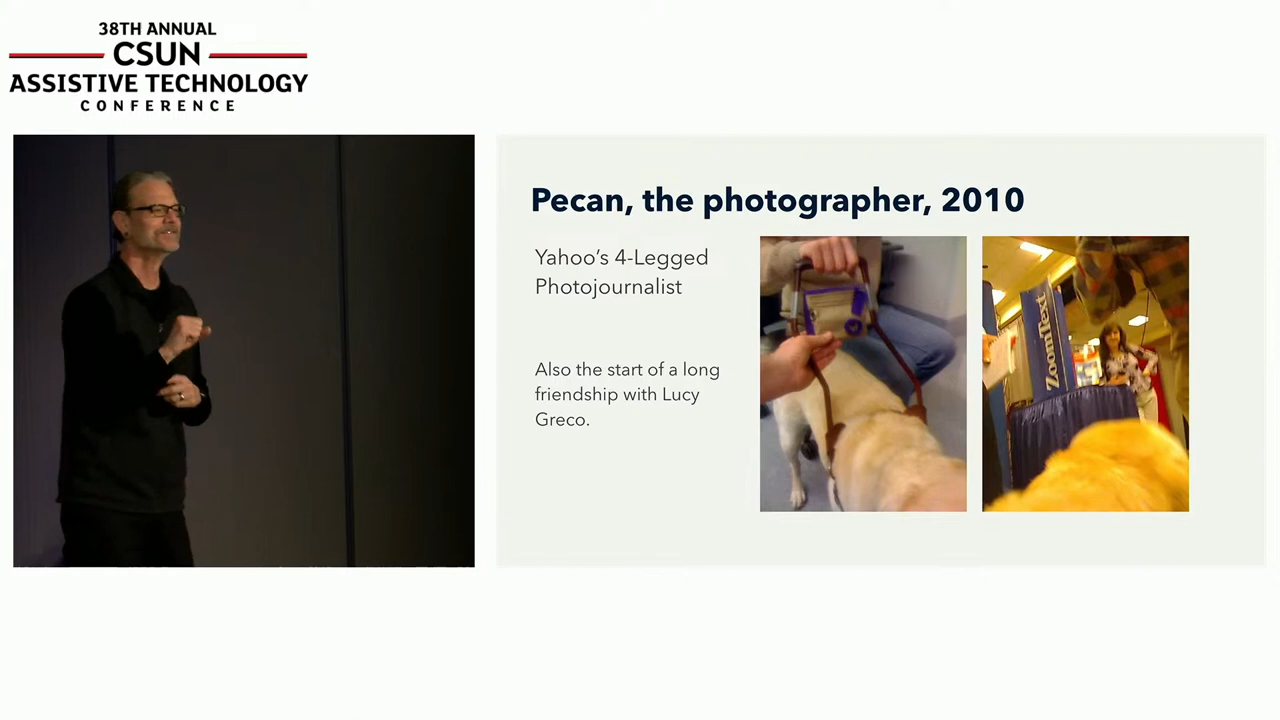 38TH ANNUAL
CSUN
ASSISTIVE TECHNOLOGY
CONFERENCE
Pecan, the photographer, 2010
Yahoo's 4-Legged
Photojournalist
Also the start of a long
friendship with Lucy
Greco.
ZoomText